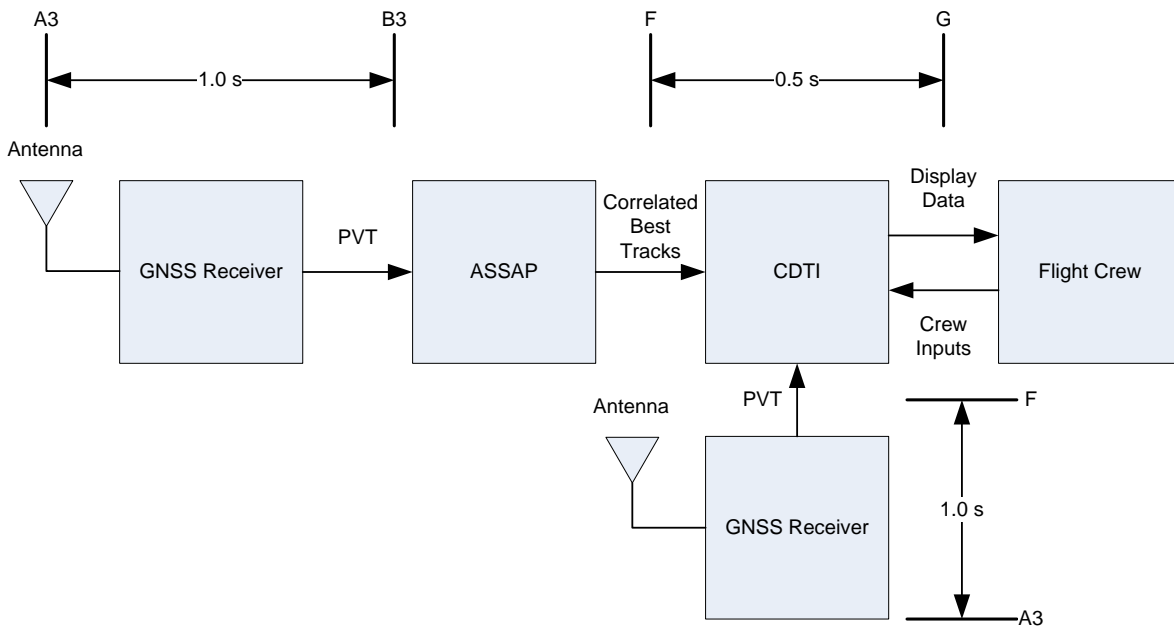 A3
B3
F
G
1.0 s
0.5 s
Antenna
GNSS Receiver
PVT
ASSAP
Correlated
Best
Tracks
CDTI
Display
Data
Flight Crew
Crew
Inputs
Antenna
PVT
GNSS Receiver
F
1.0 s
A3